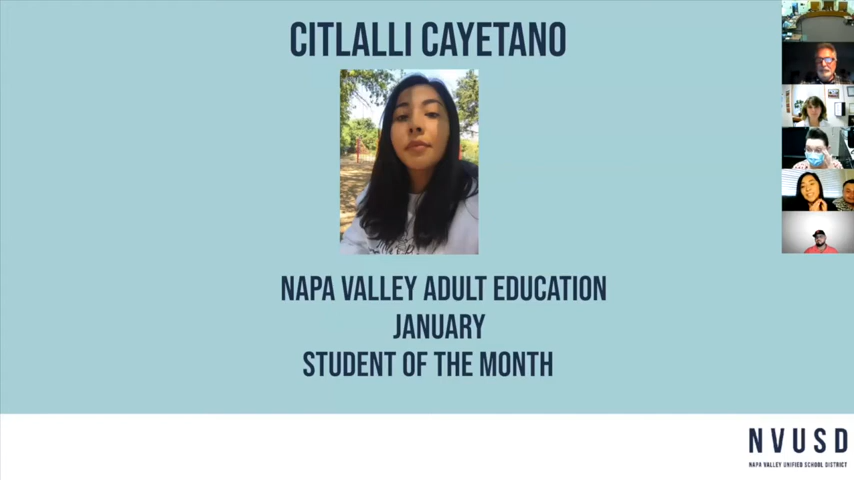 CITLALLI CAYETANO
NAPA VALLEY ADULT EDUCATION
JANUARY
STUDENT OF THE MONTH
NVUSD
NAPA VALLEY UNIFIED SCHOOL DISTRICT